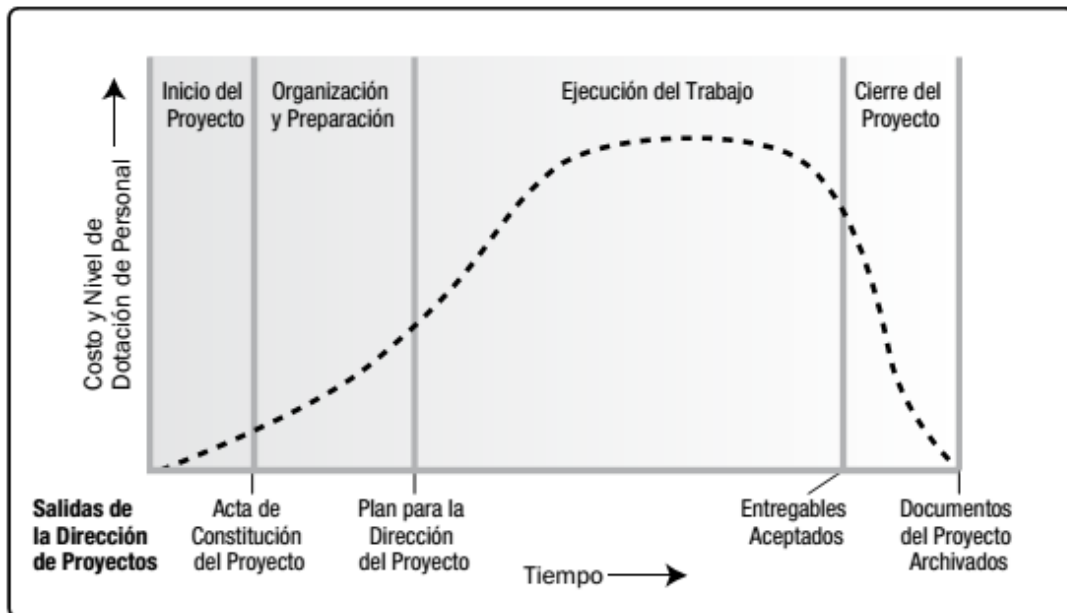 Inicio del
Proyecto
Organización
y Preparación
Ejecución del Trabajo
Cierre del
Proyecto
Costo y Nivel de
Dotación de Personal
Salidas de
la Dirección
de Proyectos
Acta de
Constitución
del Proyecto
Plan para la
Dirección
del Proyecto
Entregables
Aceptados
Documentos
del Proyecto
Archivados
Tiempo